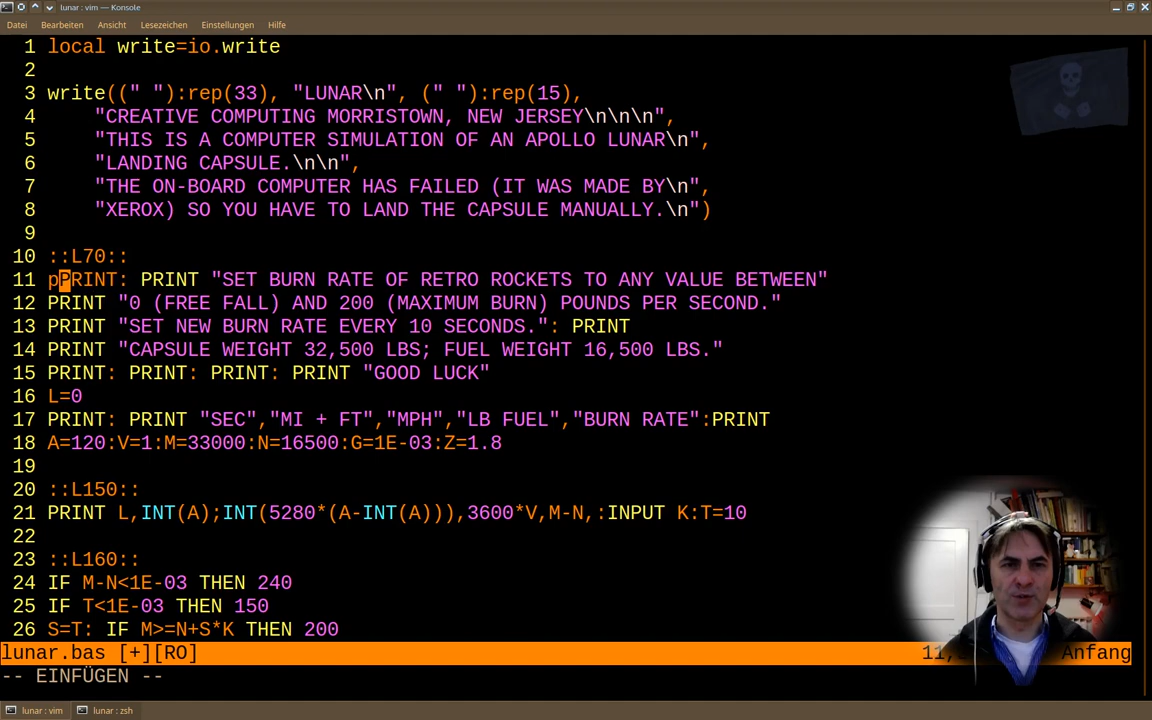 lunar : vim — Konsole
Datei Bearbeiten Ansicht Lesezeichen Einstellungen Hilfe
1 local write=io.write
2
3 write((" "):rep(33), "LUNAR\n", (" "):rep(15),
4 "CREATIVE COMPUTING MORRISTOWN, NEW JERSEY\n\n\n",
5 "THIS IS A COMPUTER SIMULATION OF AN APOLLO LUNAR\n",
6 "LANDING CAPSULE.\n\n",
7 "THE ON-BOARD COMPUTER HAS FAILED (IT WAS MADE BY\n",
8 "XEROX) SO YOU HAVE TO LAND THE CAPSULE MANUALLY.\n")
9
10 ::L70::
11 pPRINT: PRINT "SET BURN RATE OF RETRO ROCKETS TO ANY VALUE BETWEEN"
12 PRINT "0 (FREE FALL) AND 200 (MAXIMUM BURN) POUNDS PER SECOND."
13 PRINT "SET NEW BURN RATE EVERY 10 SECONDS.": PRINT
14 PRINT "CAPSULE WEIGHT 32,500 LBS; FUEL WEIGHT 16,500 LBS."
15 PRINT: PRINT: PRINT: PRINT "GOOD LUCK"
16 L=0
17 PRINT: PRINT "SEC","MI + FT","MPH","LB FUEL","BURN RATE":PRINT
18 A=120:V=1:M=33000:N=16500:G=1E-03:Z=1.8
19
20 ::L150::
21 PRINT L,INT(A);INT(5280*(A-INT(A))),3600*V,M-N,:INPUT K:T=10
22
23 ::L160::
24 IF M-N<1E-03 THEN 240
25 IF T<1E-03 THEN 150
26 S=T: IF M>=N+S*K THEN 200
lunar.bas [+][RO] 11, Anfang
-- EINFÜGEN --
lunar : vim lunar : zsh